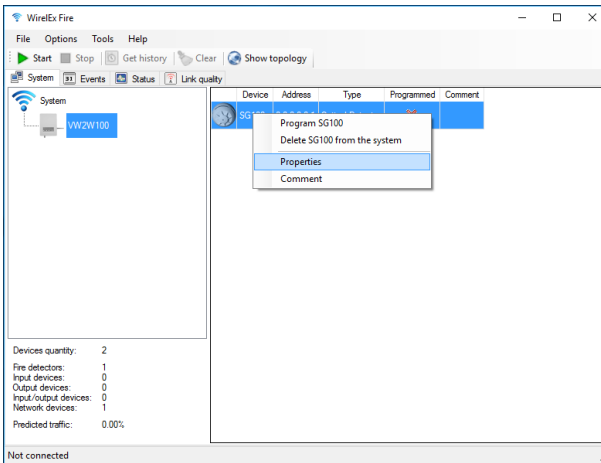 WirelEx Fire
File Options Tools Help
Start Stop Get history Clear Show topology
System 31 Events Status Link quality
System
VW2W100
Device Address Type Programmed Comment
Program SG100
Delete SG100 from the system
Properties
Comment
Devices quantity: 2
Fire detectors: 1
Input devices: 0
Output devices: 0
Input/output devices: 0
Network devices: 1
Predicted traffic: 0.00%
Not connected